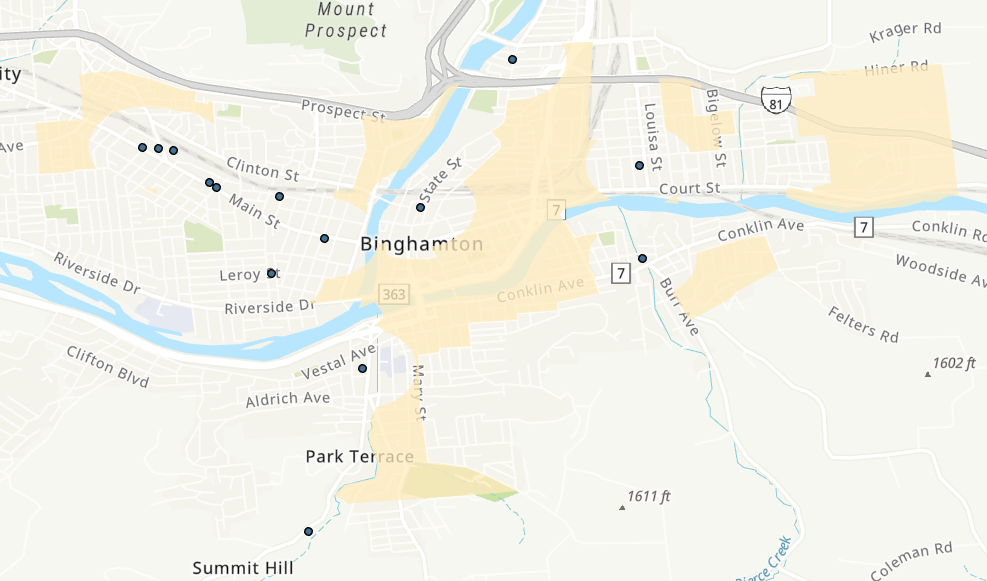 Mount
Prospect
Krager Rd
Hiner Rd
ity
81
Prospect St
Bigelow St
Louisa St
Ave
Clinton St
State St
Court St
Main St
7
Conklin Ave
7
Conklin Rd
Binghamton
Woodside Av
Riverside Dr
Leroy St
7
363
Conklin Ave
Riverside Dr
Burr Ave
Felters Rd
Clifton Blvd
Vestal Ave
1602 ft
Mary St
Aldrich Ave
Park Terrace
1611 ft
Summit Hill
Pierce Creek
Coleman Rd